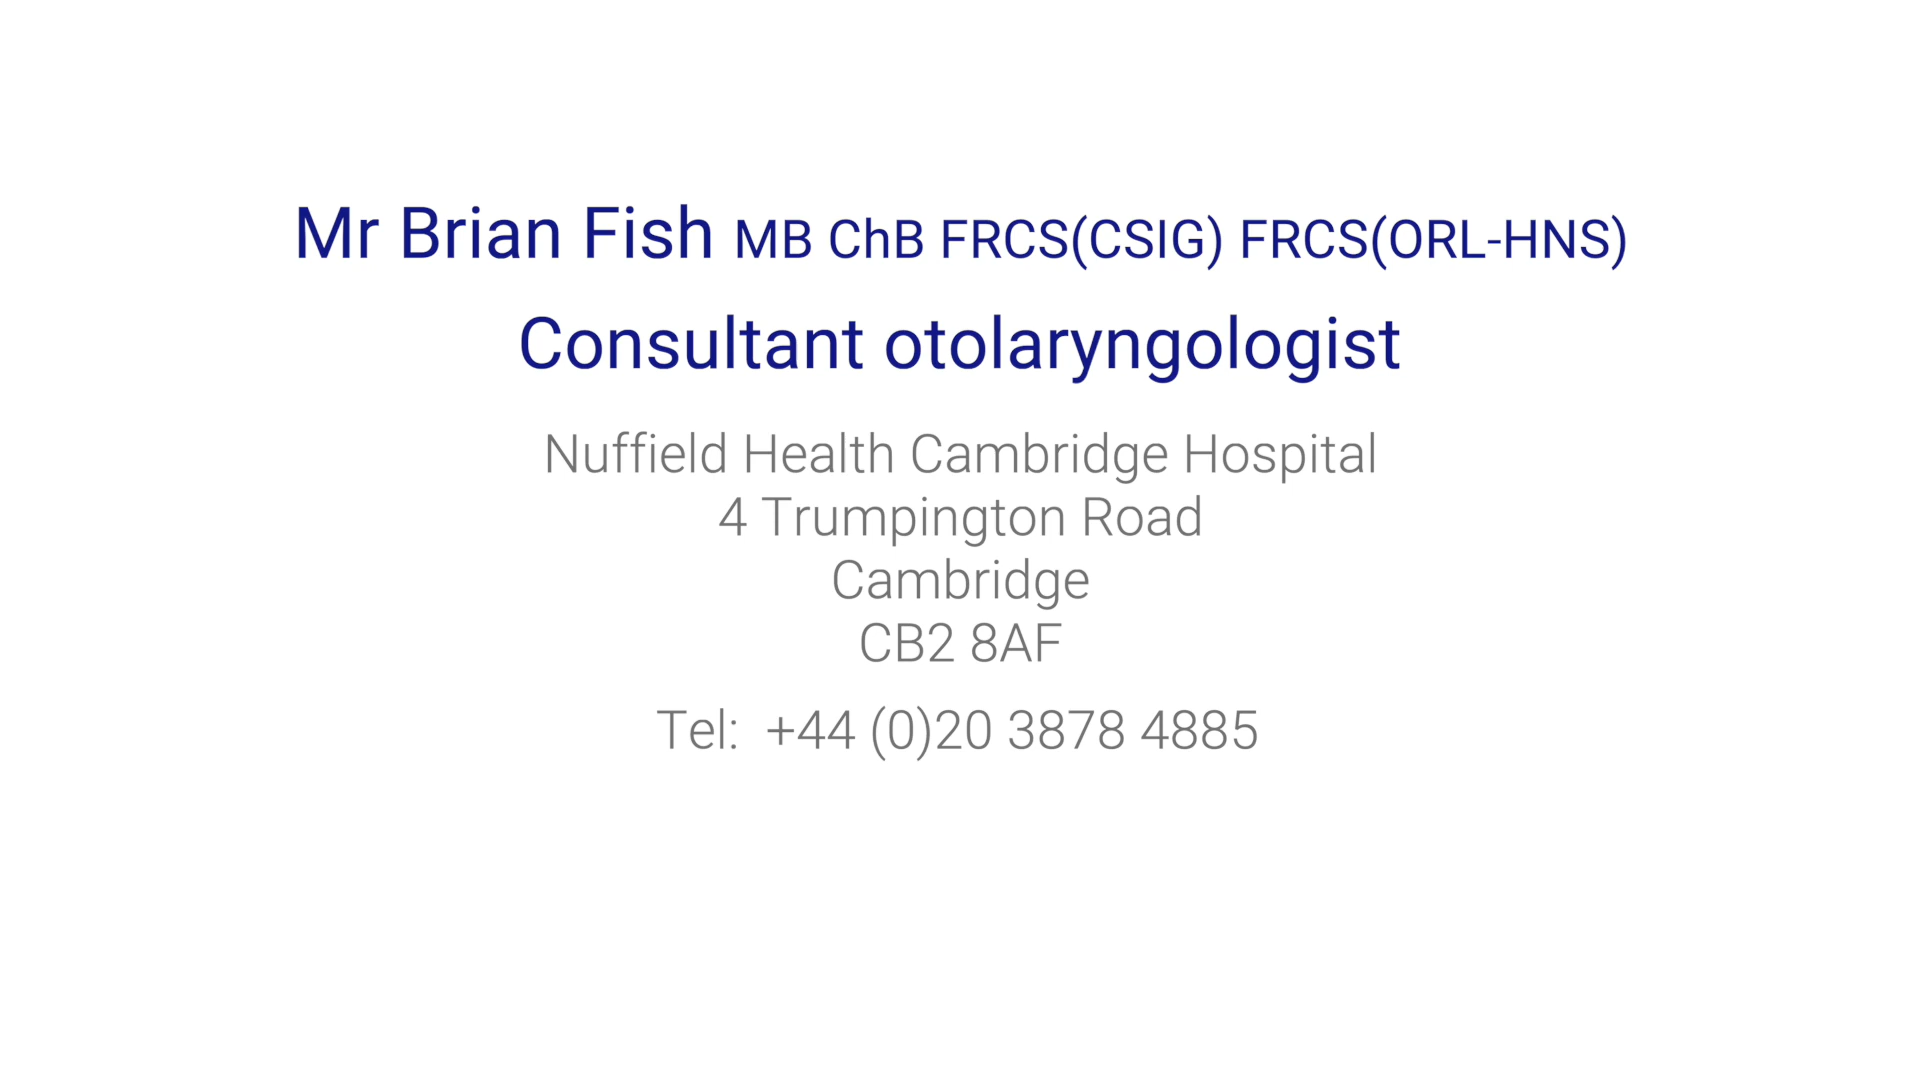 Mr Brian Fish MB ChB FRCS(CSIG) FRCS(ORL-HNS)
Consultant otolaryngologist
Nuffield Health Cambridge Hospital
4 Trumpington Road
Cambridge
CB2 8AF
Tel: +44 (0)20 3878 4885